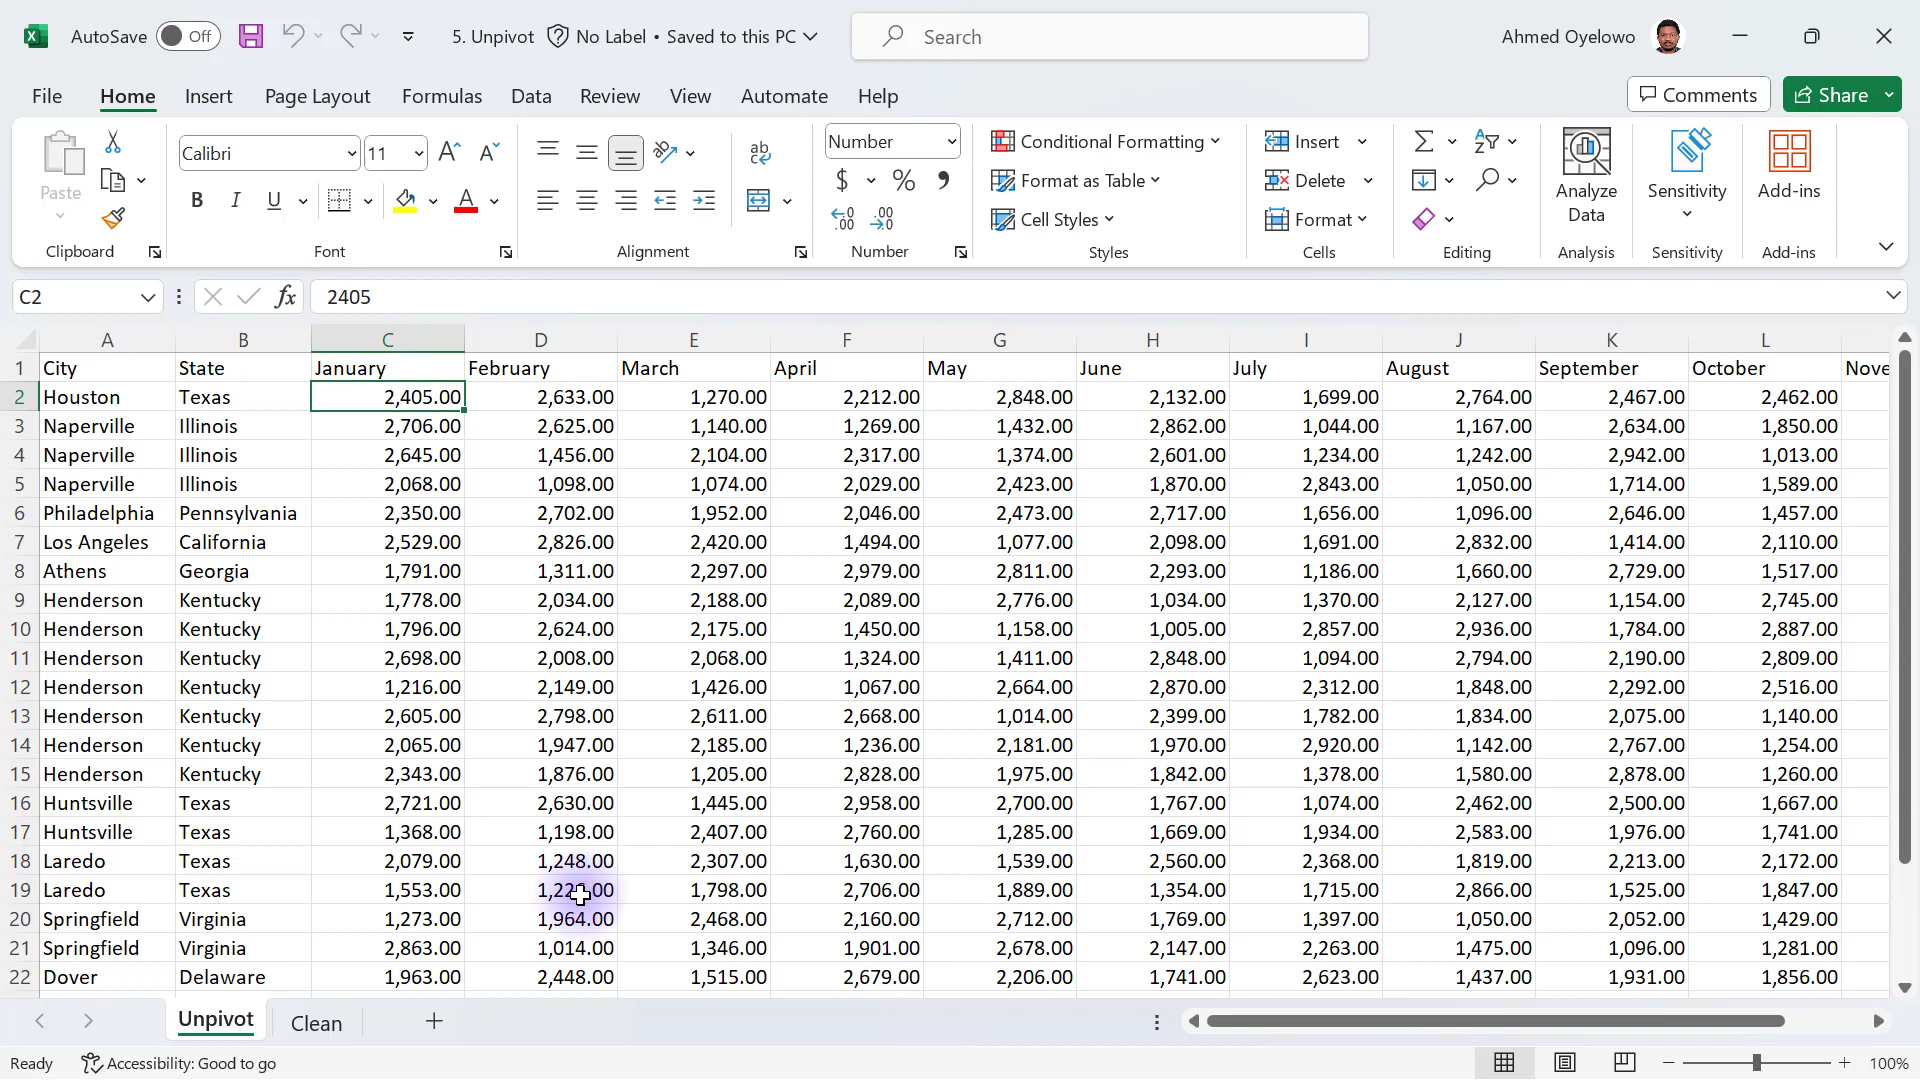 AutoSave Off 5. Unpivot No Label • Saved to this PC Search Ahmed Oyelowo
File Home Insert Page Layout Formulas Data Review View Automate Help Comments Share
Paste Calibri 11 Number Conditional Formatting Format as Table Cell Styles Insert Delete Format Analyze Data Sensitivity Add-ins
Clipboard Font Alignment Number Styles Cells Editing Analysis Sensitivity Add-ins
C2 fx 2405
A B C D E F G H I J K L
1 City State January February March April May June July August September October Nove
2 Houston Texas 2,405.00 2,633.00 1,270.00 2,212.00 2,848.00 2,132.00 1,699.00 2,764.00 2,467.00 2,462.00
3 Naperville Illinois 2,706.00 2,625.00 1,140.00 1,269.00 1,432.00 2,862.00 1,044.00 1,167.00 2,634.00 1,850.00
4 Naperville Illinois 2,645.00 1,456.00 2,104.00 2,317.00 1,374.00 2,601.00 1,234.00 1,242.00 2,942.00 1,013.00
5 Naperville Illinois 2,068.00 1,098.00 1,074.00 2,029.00 2,423.00 1,870.00 2,843.00 1,050.00 1,714.00 1,589.00
6 Philadelphia Pennsylvania 2,350.00 2,702.00 1,952.00 2,046.00 2,473.00 2,717.00 1,656.00 1,096.00 2,646.00 1,457.00
7 Los Angeles California 2,529.00 2,826.00 2,420.00 1,494.00 1,077.00 2,098.00 1,691.00 2,832.00 1,414.00 2,110.00
8 Athens Georgia 1,791.00 1,311.00 2,297.00 2,979.00 2,811.00 2,293.00 1,186.00 1,660.00 2,729.00 1,517.00
9 Henderson Kentucky 1,778.00 2,034.00 2,188.00 2,089.00 2,776.00 1,034.00 1,370.00 2,127.00 1,154.00 2,745.00
10 Henderson Kentucky 1,796.00 2,624.00 2,175.00 1,450.00 1,158.00 1,005.00 2,857.00 2,936.00 1,784.00 2,887.00
11 Henderson Kentucky 2,698.00 2,008.00 2,068.00 1,324.00 1,411.00 2,848.00 1,094.00 2,794.00 2,190.00 2,809.00
12 Henderson Kentucky 1,216.00 2,149.00 1,426.00 1,067.00 2,664.00 2,870.00 2,312.00 1,848.00 2,292.00 2,516.00
13 Henderson Kentucky 2,605.00 2,798.00 2,611.00 2,668.00 1,014.00 2,399.00 1,782.00 1,834.00 2,075.00 1,140.00
14 Henderson Kentucky 2,065.00 1,947.00 2,185.00 1,236.00 2,181.00 1,970.00 2,920.00 1,142.00 2,767.00 1,254.00
15 Henderson Kentucky 2,343.00 1,876.00 1,205.00 2,828.00 1,975.00 1,842.00 1,378.00 1,580.00 2,878.00 1,260.00
16 Huntsville Texas 2,721.00 2,630.00 1,445.00 2,958.00 2,700.00 1,767.00 1,074.00 2,462.00 2,500.00 1,667.00
17 Huntsville Texas 1,368.00 1,198.00 2,407.00 2,760.00 1,285.00 1,669.00 1,934.00 2,583.00 1,976.00 1,741.00
18 Laredo Texas 2,079.00 1,248.00 2,307.00 1,630.00 1,539.00 2,560.00 2,368.00 1,819.00 2,213.00 2,172.00
19 Laredo Texas 1,553.00 1,798.00 2,706.00 1,889.00 1,354.00 1,715.00 2,866.00 1,525.00 1,847.00
20 Springfield Virginia 1,273.00 1,964.00 2,468.00 2,160.00 2,712.00 1,769.00 1,397.00 1,050.00 2,052.00 1,429.00
21 Springfield Virginia 2,863.00 1,014.00 1,346.00 1,901.00 2,678.00 2,147.00 2,263.00 1,475.00 1,096.00 1,281.00
22 Dover Delaware 1,963.00 2,448.00 1,515.00 2,679.00 2,206.00 1,741.00 2,623.00 1,437.00 1,931.00 1,856.00
Unpivot Clean
Ready Accessibility: Good to go 100%